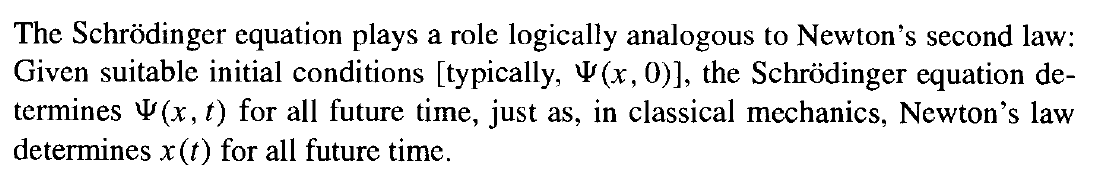 The Schrödinger equation plays a role logically analogous to Newton's second law:
Given suitable initial conditions [typically, Ψ(x, 0)], the Schrödinger equation de-
termines Ψ(x, t) for all future time, just as, in classical mechanics, Newton's law
determines x(t) for all future time.